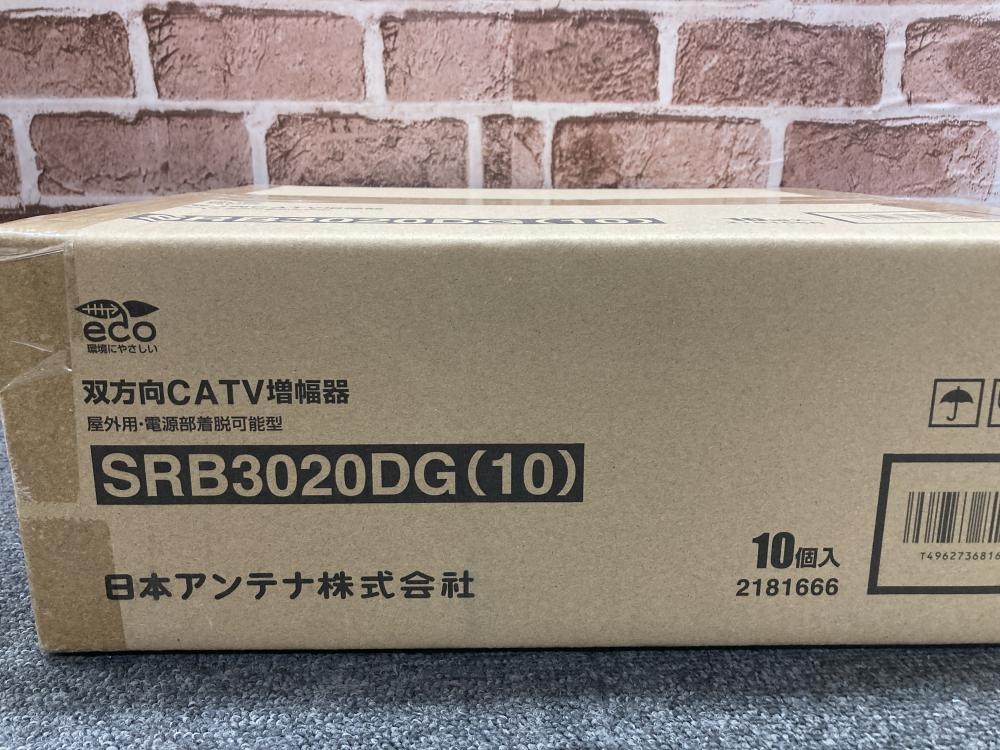 eco
環境にやさしい
双方向CATV増幅器
屋外用・電源部着脱可能型
SRB3020DG(10)
日本アンテナ株式会社
10個入
2181666
T4962736816